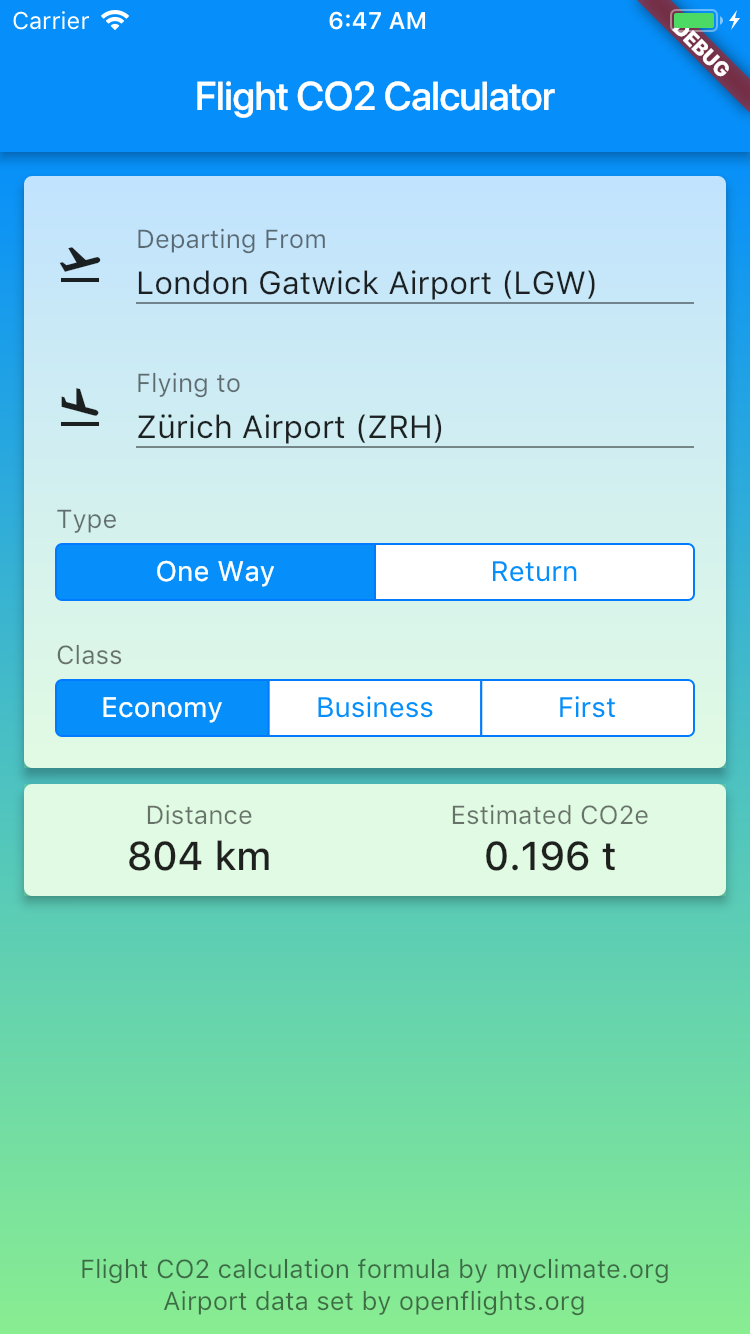 Carrier 6:47 AM
DEBUG
Flight CO2 Calculator
Departing From
London Gatwick Airport (LGW)
Flying to
Zürich Airport (ZRH)
Type
One Way Return
Class
Economy Business First
Distance Estimated CO2e
804 km 0.196 t
Flight CO2 calculation formula by myclimate.org
Airport data set by openflights.org